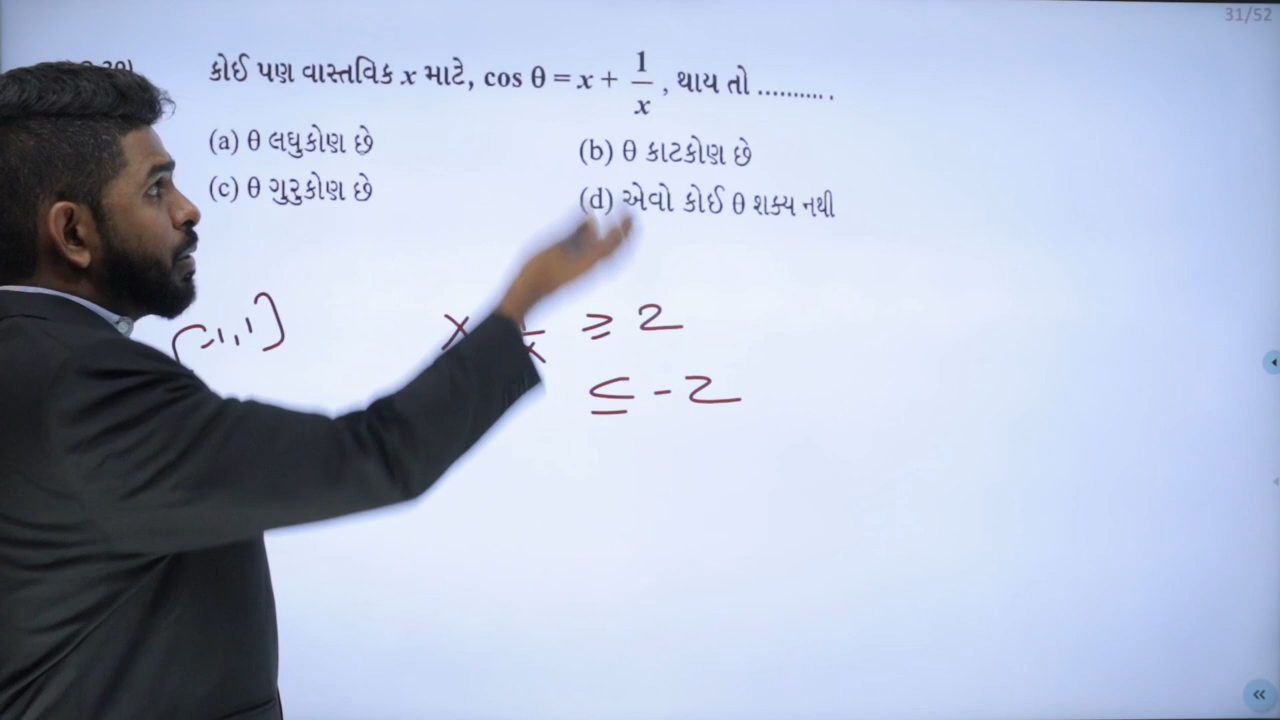 31/52
કોઈ પણ વાસ્તવિક x માટે, cos θ = x + 1/x , થાય તો .......... .
(a) θ લઘુકોણ છે
(b) θ કાટકોણ છે
(c) θ ગુરુકોણ છે
(d) એવો કોઈ θ શક્ય નથી
[-1,1]
x ≥ 2
≤ -2